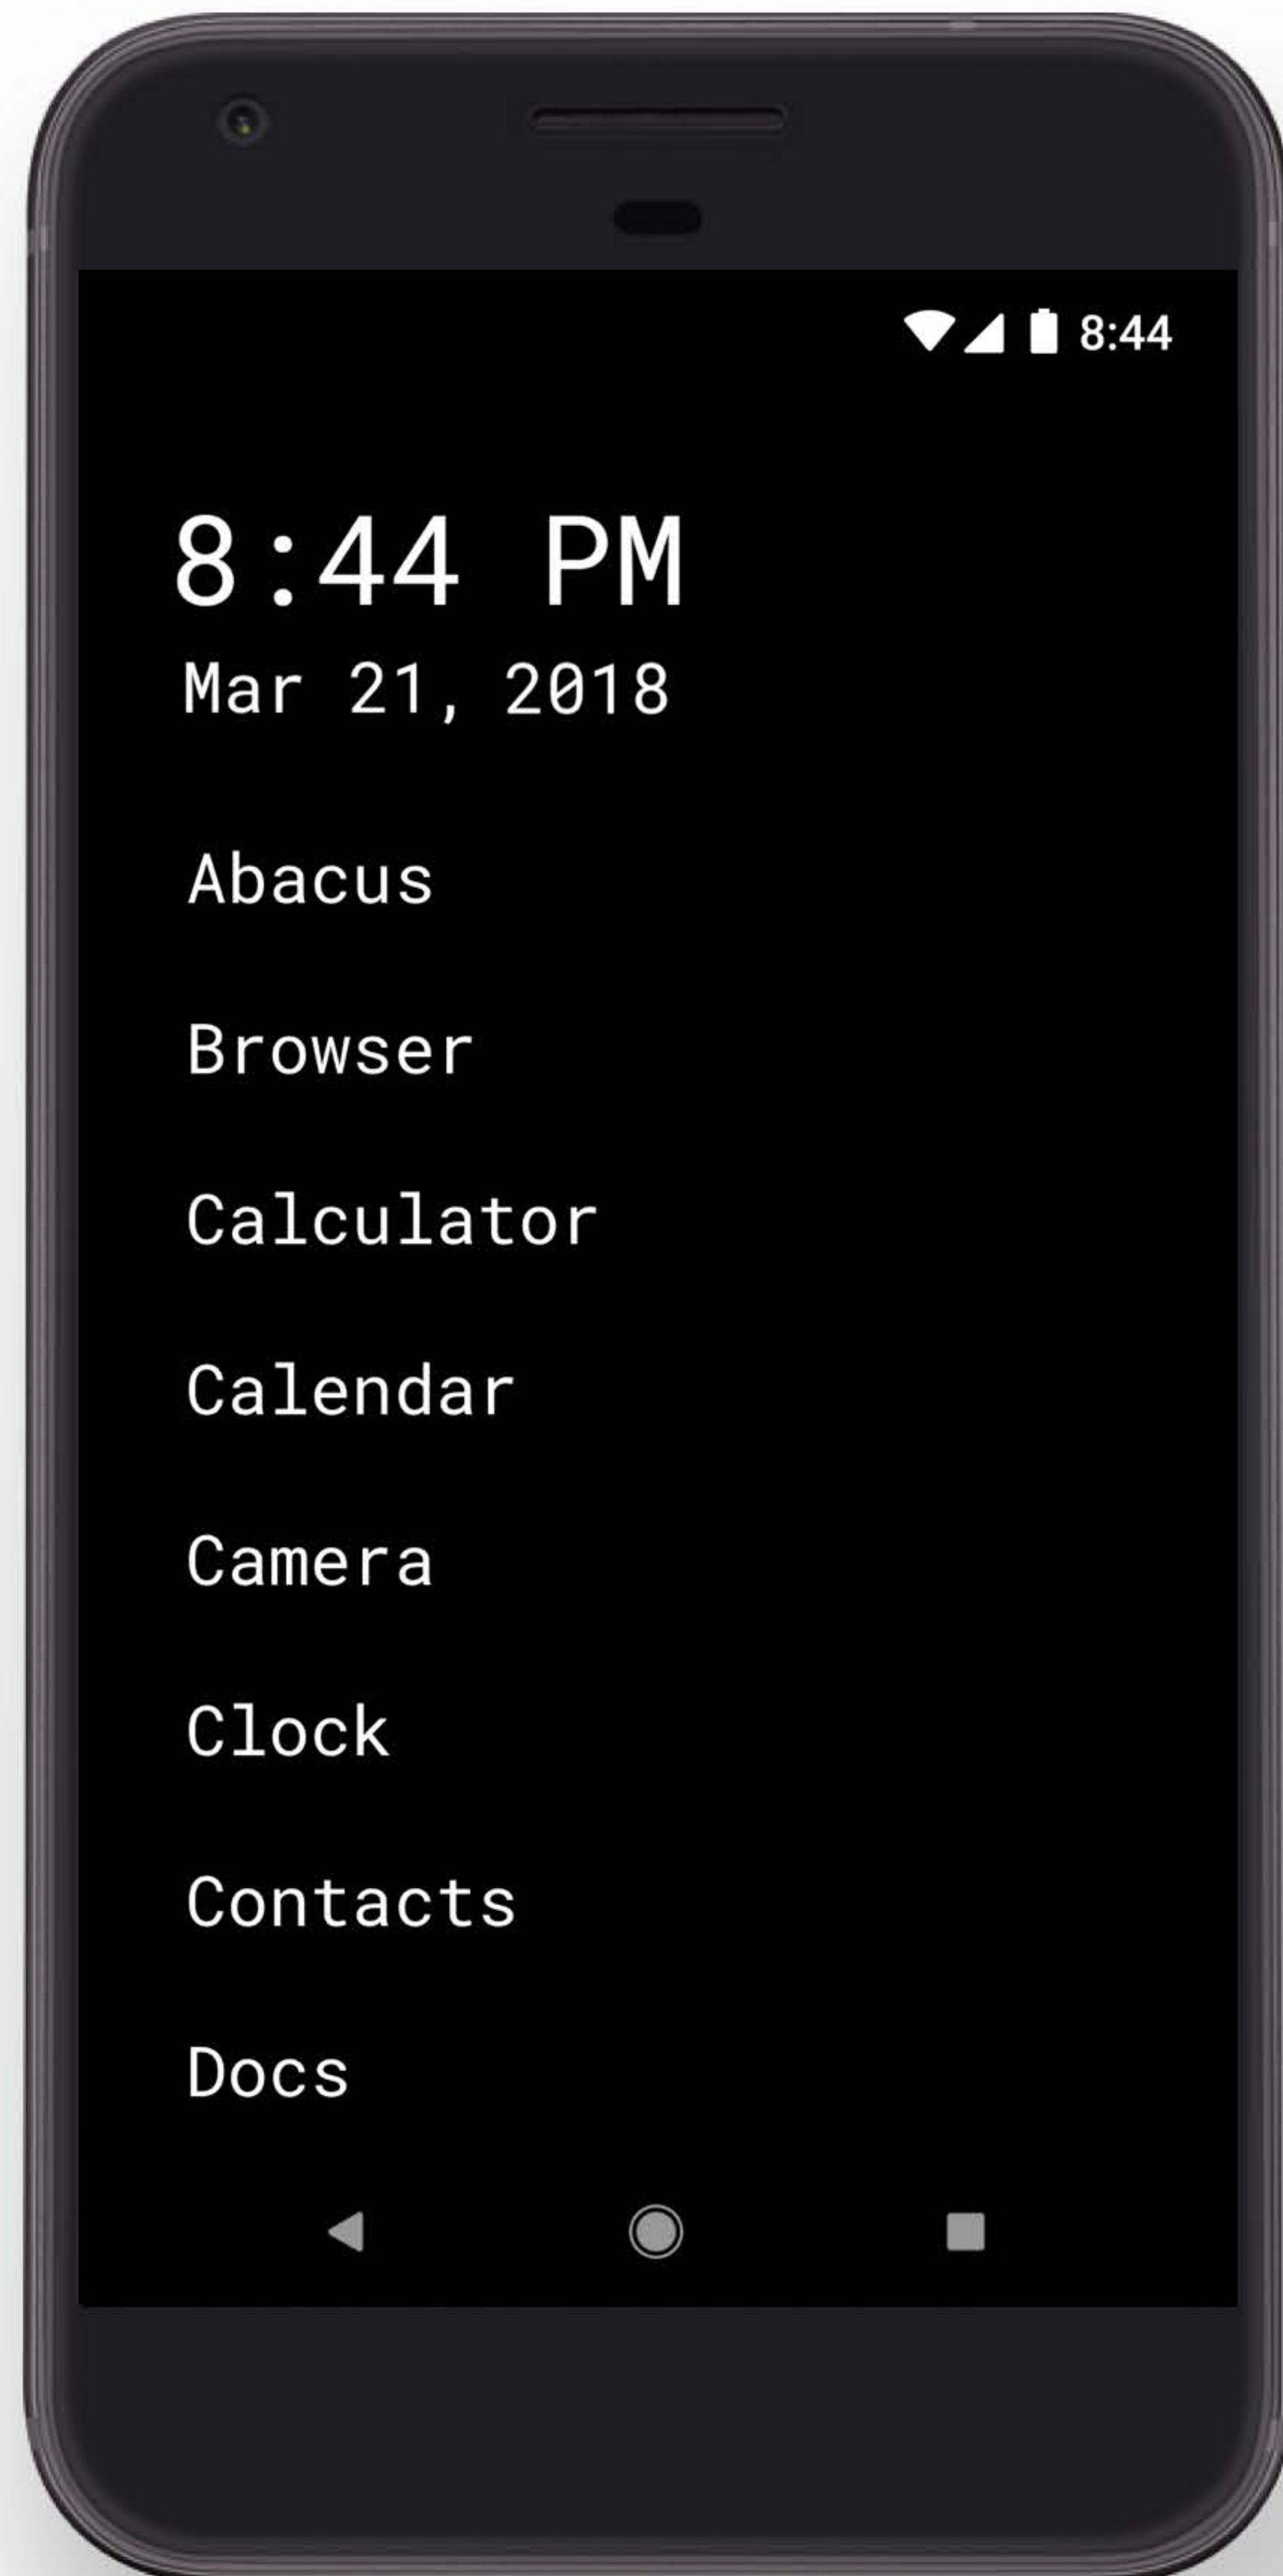 8:44
8:44 PM
Mar 21, 2018
Abacus
Browser
Calculator
Calendar
Camera
Clock
Contacts
Docs